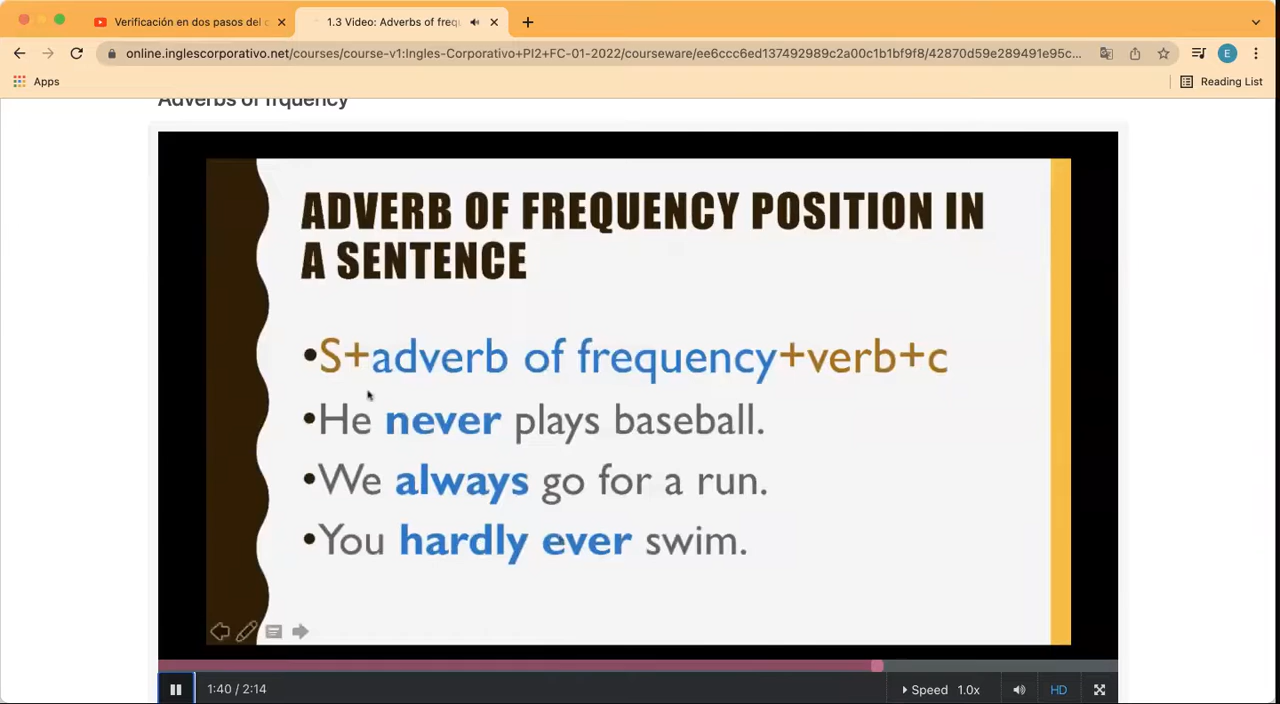 Verificación en dos pasos del c
1.3 Video: Adverbs of freq
online.inglescorporativo.net/courses/course-v1:Ingles-Corporativo+PI2+FC-01-2022/courseware/ee6ccc6ed137492989c2a00c1b1bf9f8/42870d59e289491e95c...
E
Apps
Reading List
Adverbs of frquency
ADVERB OF FREQUENCY POSITION IN
A SENTENCE
•S+adverb of frequency+verb+c
•He never plays baseball.
•We always go for a run.
•You hardly ever swim.
1:40 / 2:14
Speed 1.0x
HD